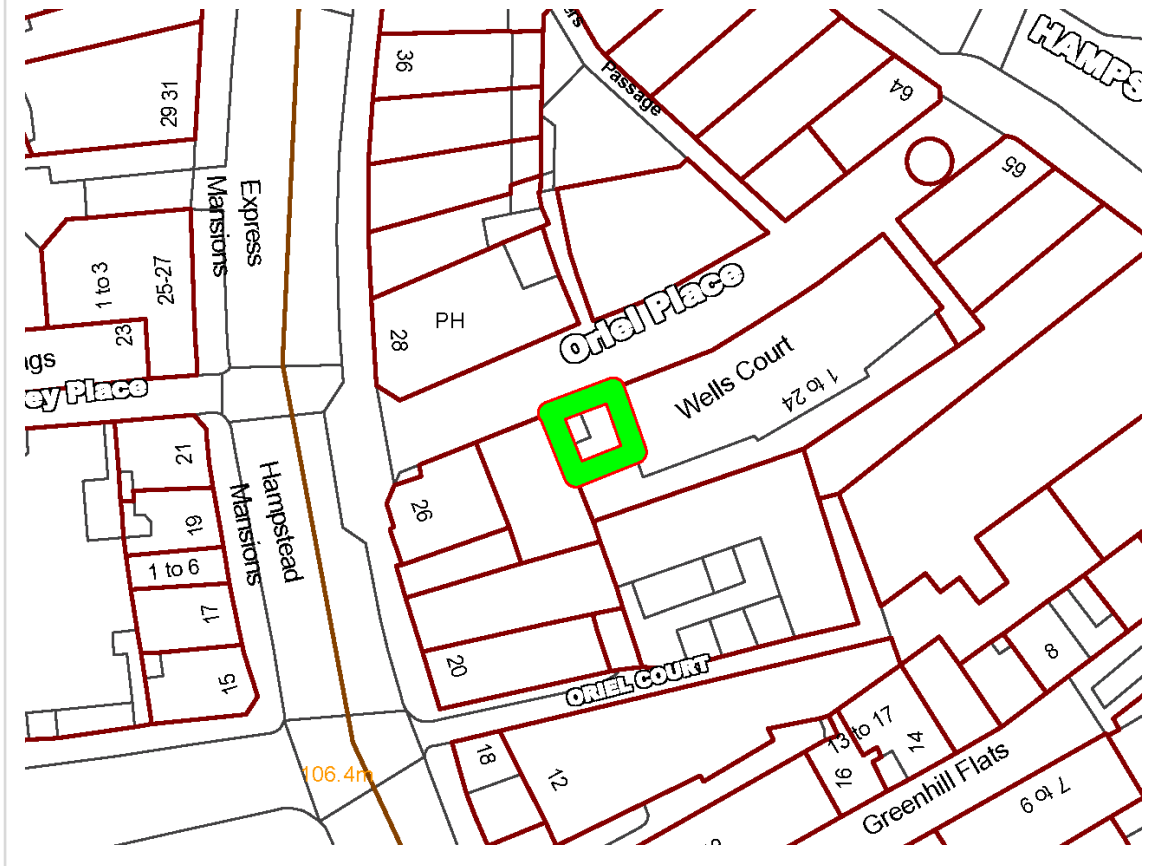 HAMPS
ers
Passage
36
64
29 31
65
Express
Mansions
1 to 3
25-27
Oriel Place
PH
28
23
ngs
ey Place
Wells Court
1 to 24
21
Hampstead
Mansions
26
19
1 to 6
17
20
15
ORIEL COURT
8
13 to 17
14
18
12
16
106.4m
Greenhill Flats
7 to 9